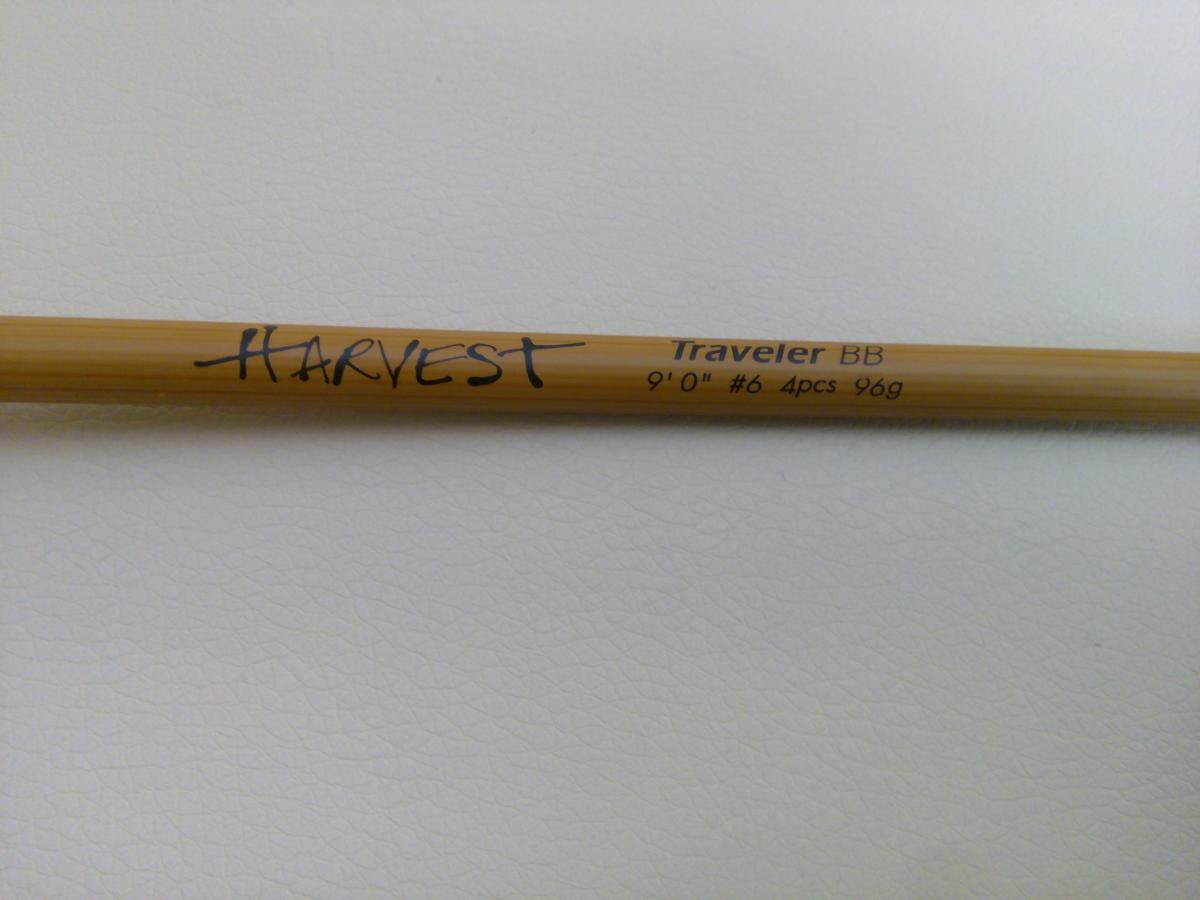 HARVEST
Traveler BB
9'0" #6 4pcs 96g